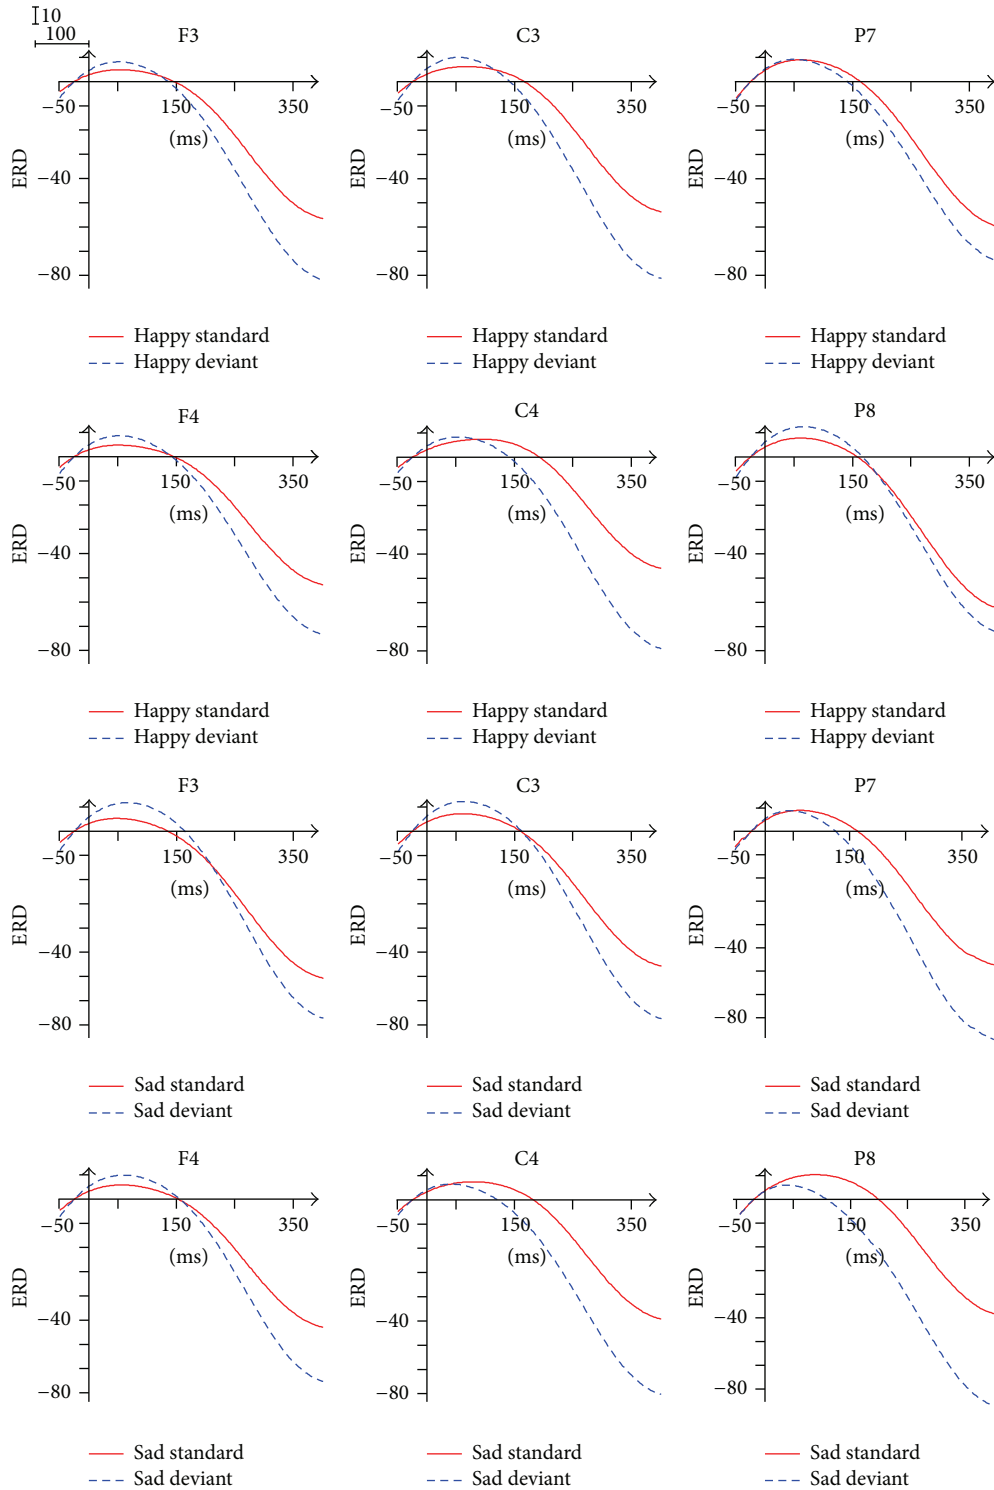 10
100
F3
C3
P7
−50
150
350
−50
150
350
−50
150
350
(ms)
(ms)
(ms)
ERD
ERD
ERD
−40
−40
−40
−80
−80
−80
Happy standard
Happy standard
Happy standard
Happy deviant
Happy deviant
Happy deviant
F4
C4
P8
−50
150
350
−50
150
350
−50
150
350
(ms)
(ms)
(ms)
ERD
ERD
ERD
−40
−40
−40
−80
−80
−80
Happy standard
Happy standard
Happy standard
Happy deviant
Happy deviant
Happy deviant
F3
C3
P7
−50
150
350
−50
150
350
−50
150
350
(ms)
(ms)
(ms)
ERD
ERD
ERD
−40
−40
−40
−80
−80
−80
Sad standard
Sad standard
Sad standard
Sad deviant
Sad deviant
Sad deviant
F4
C4
P8
−50
150
350
−50
150
350
−50
150
350
(ms)
(ms)
(ms)
ERD
ERD
ERD
−40
−40
−40
−80
−80
−80
Sad standard
Sad standard
Sad standard
Sad deviant
Sad deviant
Sad deviant